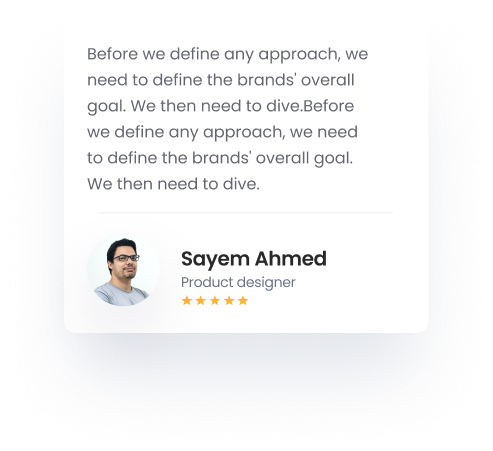 Before we define any approach, we
need to define the brands' overall
goal. We then need to dive.Before
we define any approach, we need
to define the brands' overall goal.
We then need to dive.
Sayem Ahmed
Product designer